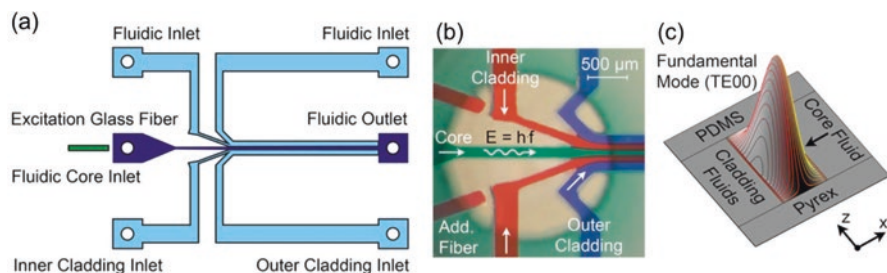 (a)
Fluidic Inlet
Fluidic Inlet
Excitation Glass Fiber
Fluidic Outlet
Fluidic Core Inlet
Inner Cladding Inlet
Outer Cladding Inlet
(b)
Inner
Cladding
500 µm
Core
E = hf
Add.
Fiber
Outer
Cladding
(c)
Fundamental
Mode (TE00)
PDMS
Core
Fluid
Cladding
Fluids
Pyrex
z
x